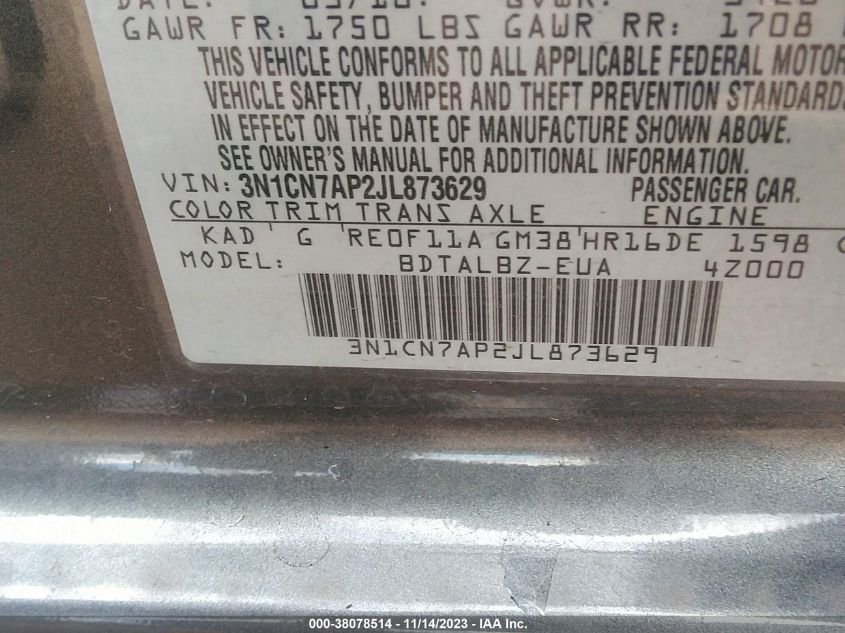 GAWR FR: 1750 LBS GAWR RR: 1708
THIS VEHICLE CONFORMS TO ALL APPLICABLE FEDERAL MOTOR
VEHICLE SAFETY, BUMPER AND THEFT PREVENTION STANDARDS
IN EFFECT ON THE DATE OF MANUFACTURE SHOWN ABOVE.
SEE OWNER'S MANUAL FOR ADDITIONAL INFORMATION.
VIN: 3N1CN7AP2JL873629 PASSENGER CAR.
COLOR TRIM TRANS AXLE ENGINE
KAD G RE0F11A GM38 HR16DE 1598
MODEL: BDTALBZ-EUA 4Z000
3N1CN7AP2JL873629
000-38078514 - 11/14/2023 - IAA Inc.